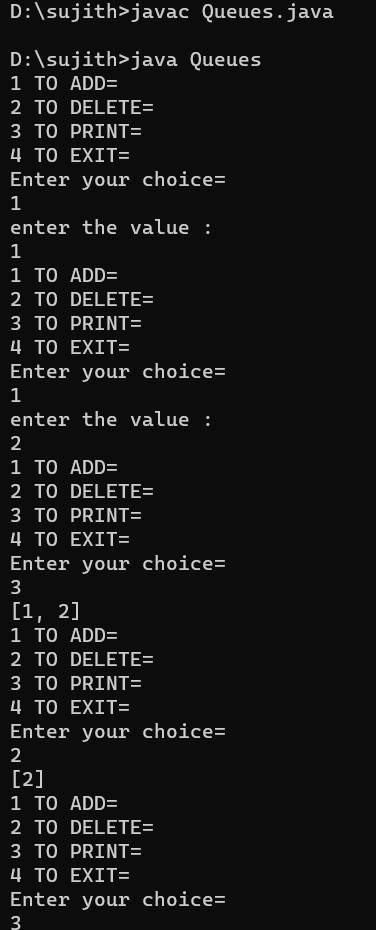 D:\sujith>javac Queues.java
D:\sujith>java Queues
1 TO ADD=
2 TO DELETE=
3 TO PRINT=
4 TO EXIT=
Enter your choice=
1
enter the value :
1
1 TO ADD=
2 TO DELETE=
3 TO PRINT=
4 TO EXIT=
Enter your choice=
1
enter the value :
2
1 TO ADD=
2 TO DELETE=
3 TO PRINT=
4 TO EXIT=
Enter your choice=
3
[1, 2]
1 TO ADD=
2 TO DELETE=
3 TO PRINT=
4 TO EXIT=
Enter your choice=
2
[2]
1 TO ADD=
2 TO DELETE=
3 TO PRINT=
4 TO EXIT=
Enter your choice=
3